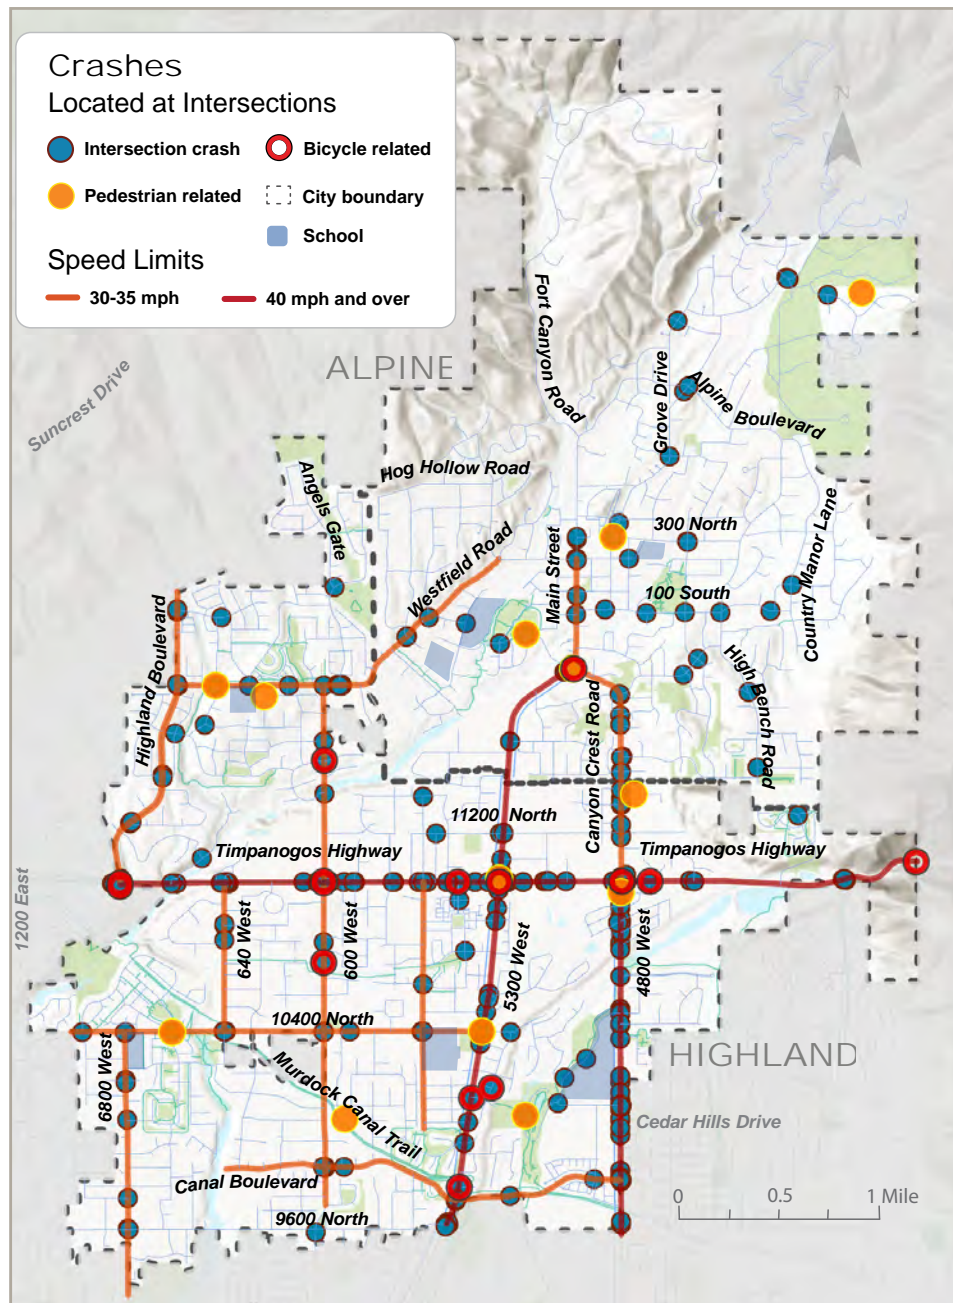 Crashes
Located at Intersections
Intersection crash
Bicycle related
Pedestrian related
City boundary
School
Speed Limits
30-35 mph
40 mph and over
N
Fort Canyon Road
ALPINE
Suncrest Drive
Grove Drive
Alpine Boulevard
Hog Hollow Road
Angels Gate
Westfield Road
Main Street
300 North
100 South
Country Manor Lane
Highland Boulevard
High Bench Road
Canyon Crest Road
11200 North
Timpanogos Highway
Timpanogos Highway
1200 East
640 West
600 West
5300 West
4800 West
10400 North
6800 West
Murdock Canal Trail
HIGHLAND
Cedar Hills Drive
Canal Boulevard
9600 North
0 0.5 1 Mile